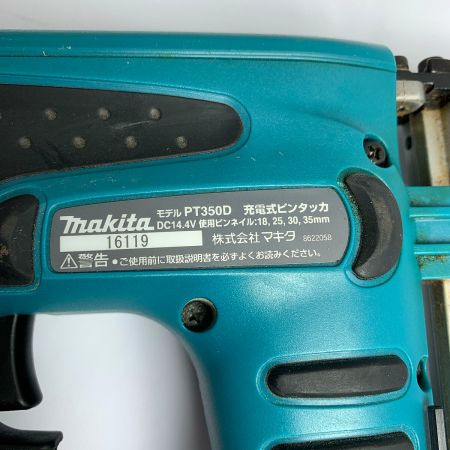 モデル PT350D 充電式ピンタッカ
makita DC14.4V 使用ピンネイル:18, 25, 30, 35mm
16119 株式会社マキタ 862205B
⚠警告・ご使用前に取扱説明書を必ずよくお読みください。